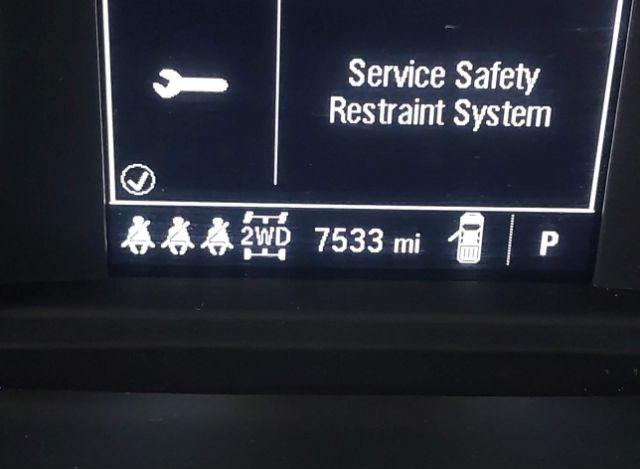 Service Safety
Restraint System
2WD 7533 mi P